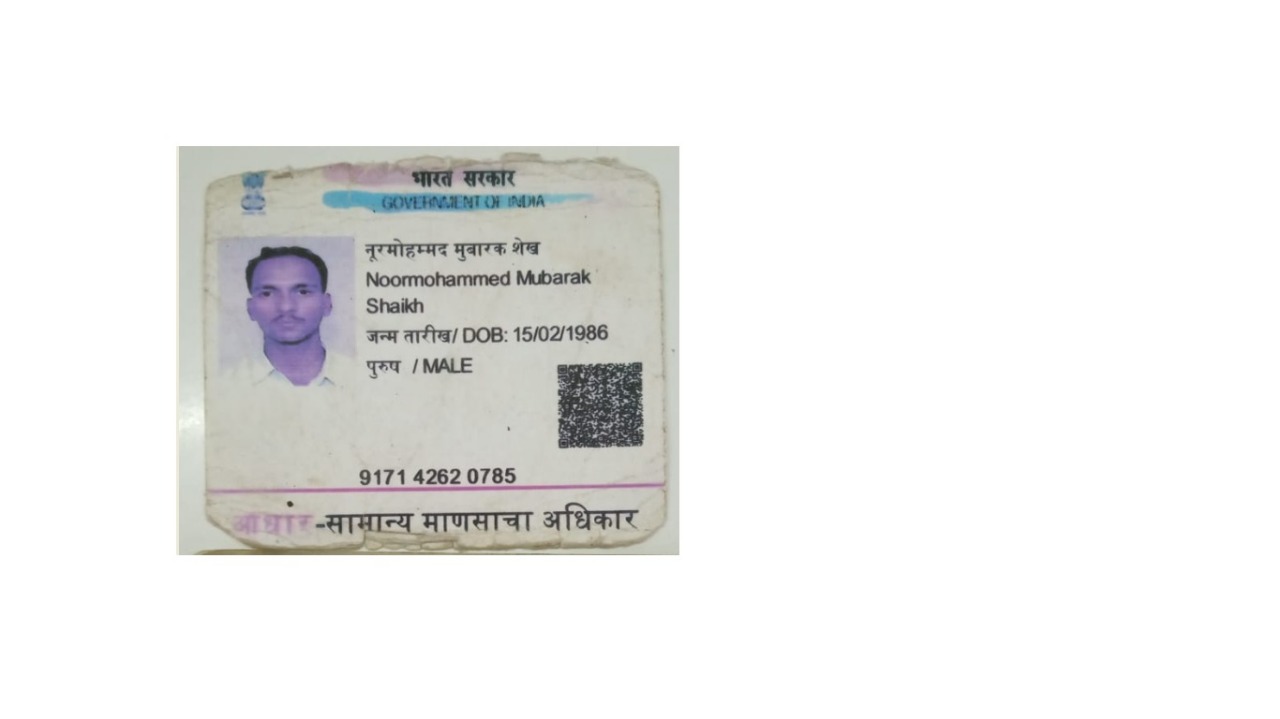 भारत सरकार
GOVERNMENT OF INDIA
नूरमोहम्मद मुबारक शेख
Noormohammed Mubarak
Shaikh
जन्म तारीख/ DOB: 15/02/1986
पुरुष / MALE
9171 4262 0785
आधार-सामान्य माणसाचा अधिकार